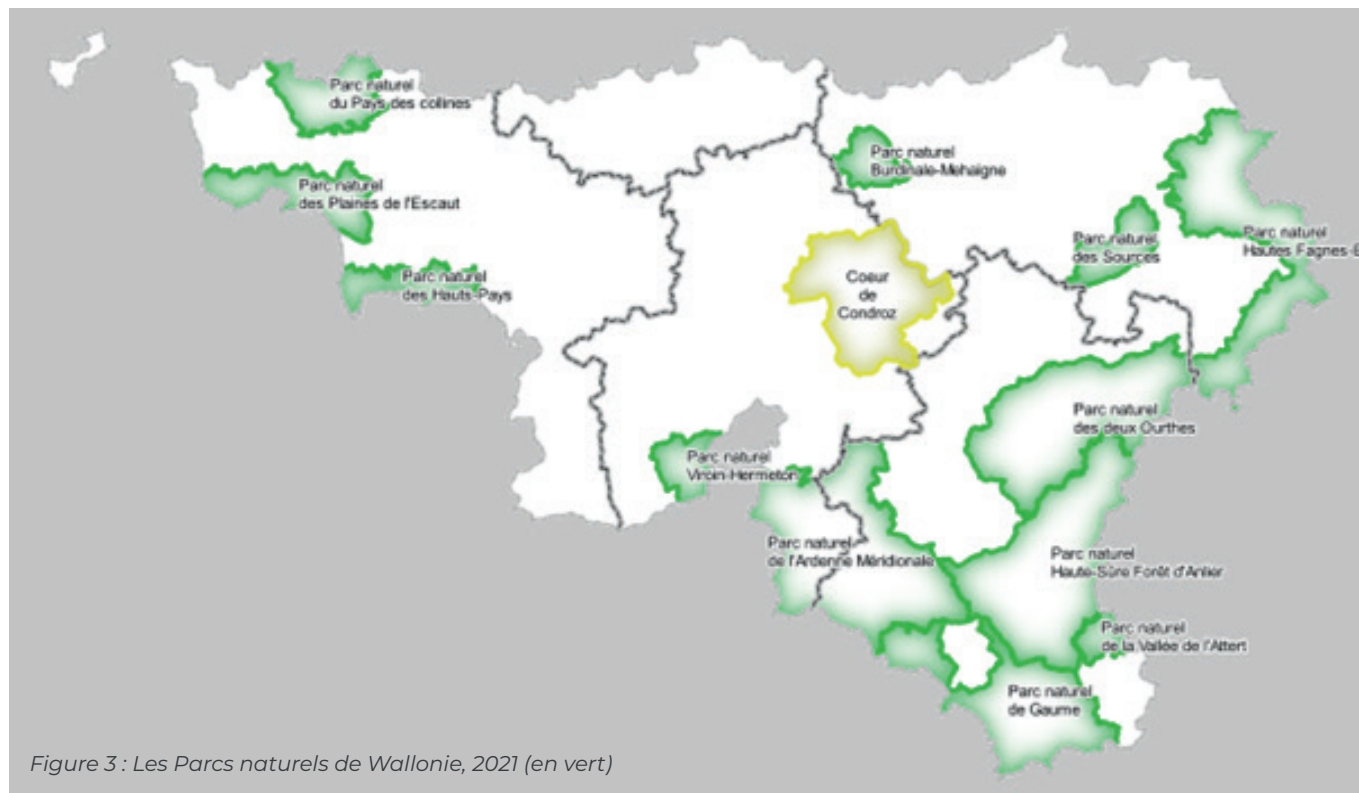 Parc naturel
du Pays des collines
Parc naturel
des Plaines de l'Escaut
Parc naturel
des Hauts-Pays
Parc naturel
Burdinale-Mehaigne
Coeur
de
Condroz
Parc naturel
des Sources
Parc naturel
Hautes Fagnes-E
Parc naturel
des deux Ourthes
Parc naturel
Viroin-Hermeton
Parc naturel
de l'Ardenne Méridionale
Parc naturel
Haute-Sûre Forêt d'Anlier
Parc naturel
de la Vallée de l'Attert
Parc naturel
de Gaume
Figure 3 : Les Parcs naturels de Wallonie, 2021 (en vert)